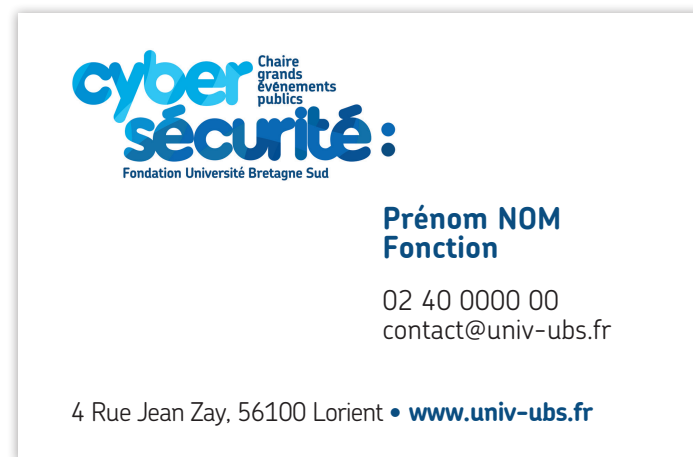 cyber
Chaire
grands
événements
publics
sécurité:
Fondation Université Bretagne Sud
Prénom NOM
Fonction
02 40 0000 00
contact@univ-ubs.fr
4 Rue Jean Zay, 56100 Lorient • www.univ-ubs.fr